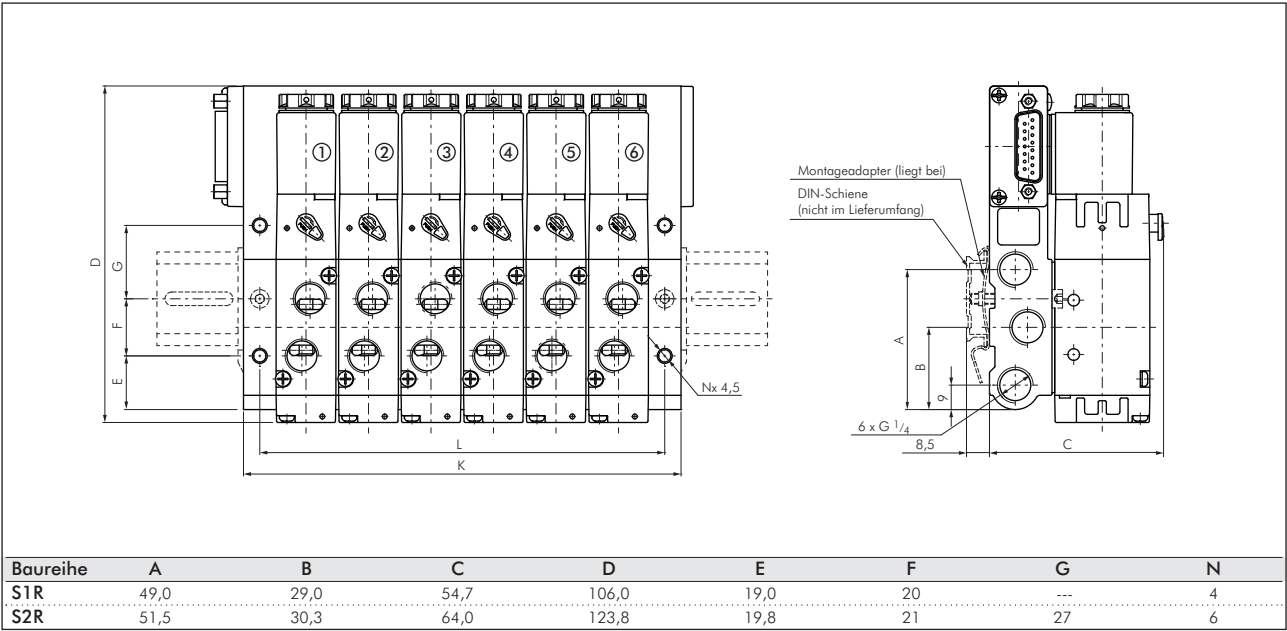 1
2
3
4
5
6
D
G
F
E
Nx 4,5
L
K
Montageadapter (liegt bei)
DIN-Schiene
(nicht im Lieferumfang)
A
B
9
6 x G 1/4
8,5
C
Baureihe A B C D E F G N
S1R 49,0 29,0 54,7 106,0 19,0 20 --- 4
S2R 51,5 30,3 64,0 123,8 19,8 21 27 6